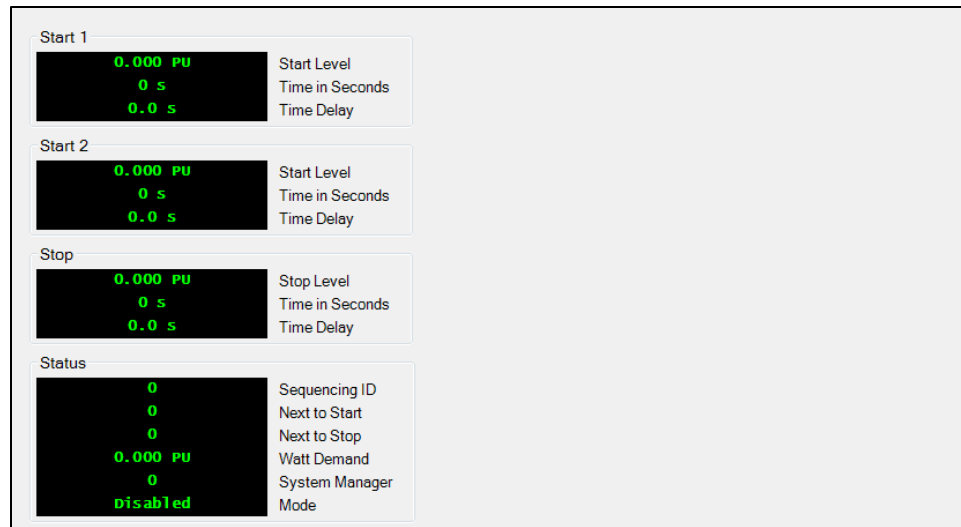 Start 1
0.000 PU Start Level
0 s Time in Seconds
0.0 s Time Delay
Start 2
0.000 PU Start Level
0 s Time in Seconds
0.0 s Time Delay
Stop
0.000 PU Stop Level
0 s Time in Seconds
0.0 s Time Delay
Status
0 Sequencing ID
0 Next to Start
0 Next to Stop
0.000 PU Watt Demand
0 System Manager
Disabled Mode